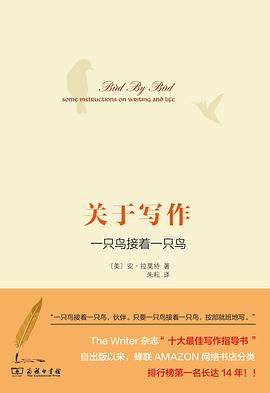 Bird By Bird
some instructions on writing and life
关于写作
一只鸟接着一只鸟
〔美〕安·拉莫特 著
朱耘 译
“一只鸟接着一只鸟，伙伴。只要一只鸟接着一只鸟，按部就班地写。”
The Writer 杂志“十大最佳写作指导书”
自出版以来，蝉联 AMAZON 网络书店分类
排行榜第一名长达 14 年！！
商务印书馆
The Commercial Press